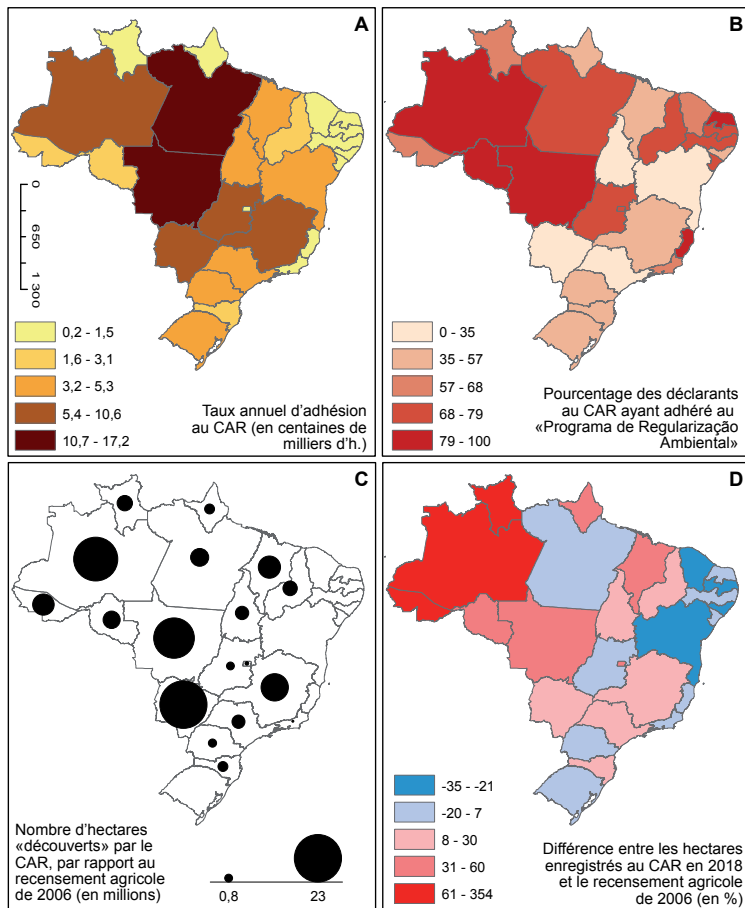 A
0
650
1 300
0,2 - 1,5
1,6 - 3,1
3,2 - 5,3
5,4 - 10,6
10,7 - 17,2
Taux annuel d'adhésion
au CAR (en centaines de
milliers d'h.)
B
0 - 35
35 - 57
57 - 68
68 - 79
79 - 100
Pourcentage des déclarants
au CAR ayant adhéré au
«Programa de Regularização
Ambiental»
C
Nombre d'hectares
«découverts» par le
CAR, par rapport au
recensement agricole
de 2006 (en millions)
0,8
23
D
-35 - -21
-20 - 7
8 - 30
31 - 60
61 - 354
Différence entre les hectares
enregistrés au CAR en 2018
et le recensement agricole
de 2006 (en %)